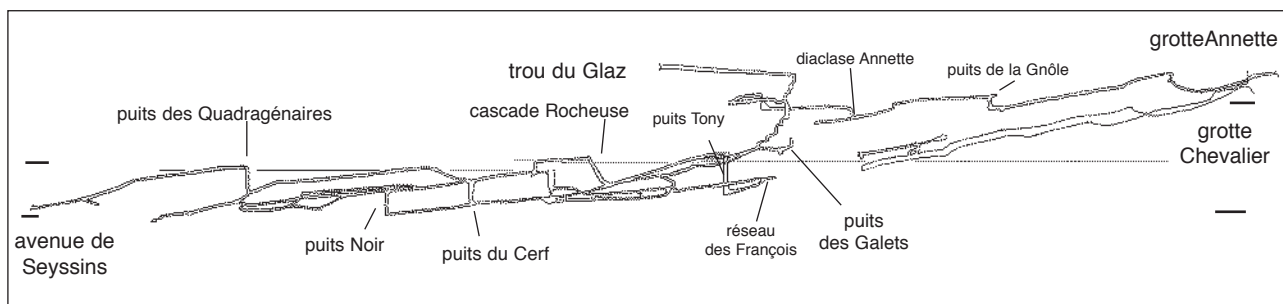 grotteAnnette
diaclase Annette
trou du Glaz
puits de la Gnôle
puits des Quadragénaires
cascade Rocheuse
puits Tony
grotte
Chevalier
avenue de
Seyssins
puits Noir
puits du Cerf
réseau
des François
puits
des Galets